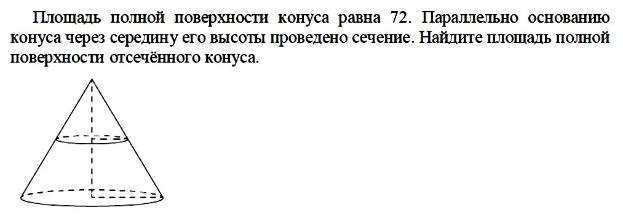 Площадь полной поверхности конуса равна 72. Параллельно основанию
конуса через середину его высоты проведено сечение. Найдите площадь полной
поверхности отсечённого конуса.